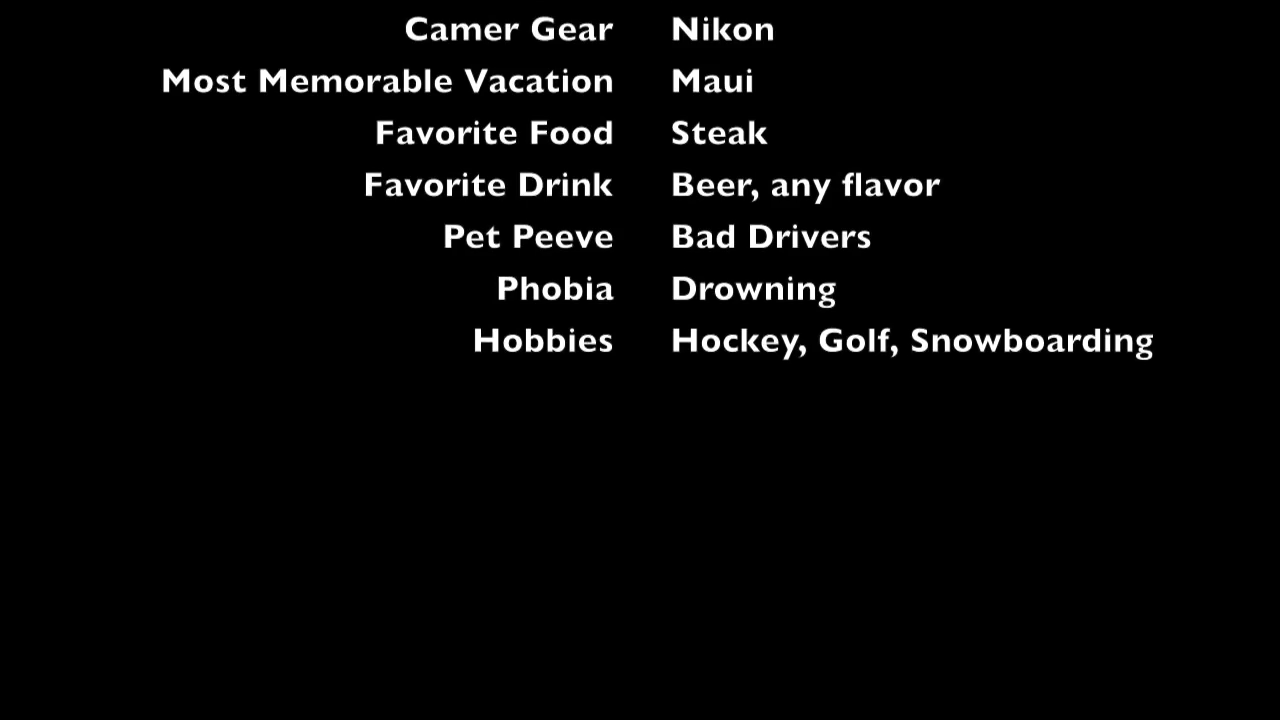 Camer Gear Nikon
Most Memorable Vacation Maui
Favorite Food Steak
Favorite Drink Beer, any flavor
Pet Peeve Bad Drivers
Phobia Drowning
Hobbies Hockey, Golf, Snowboarding